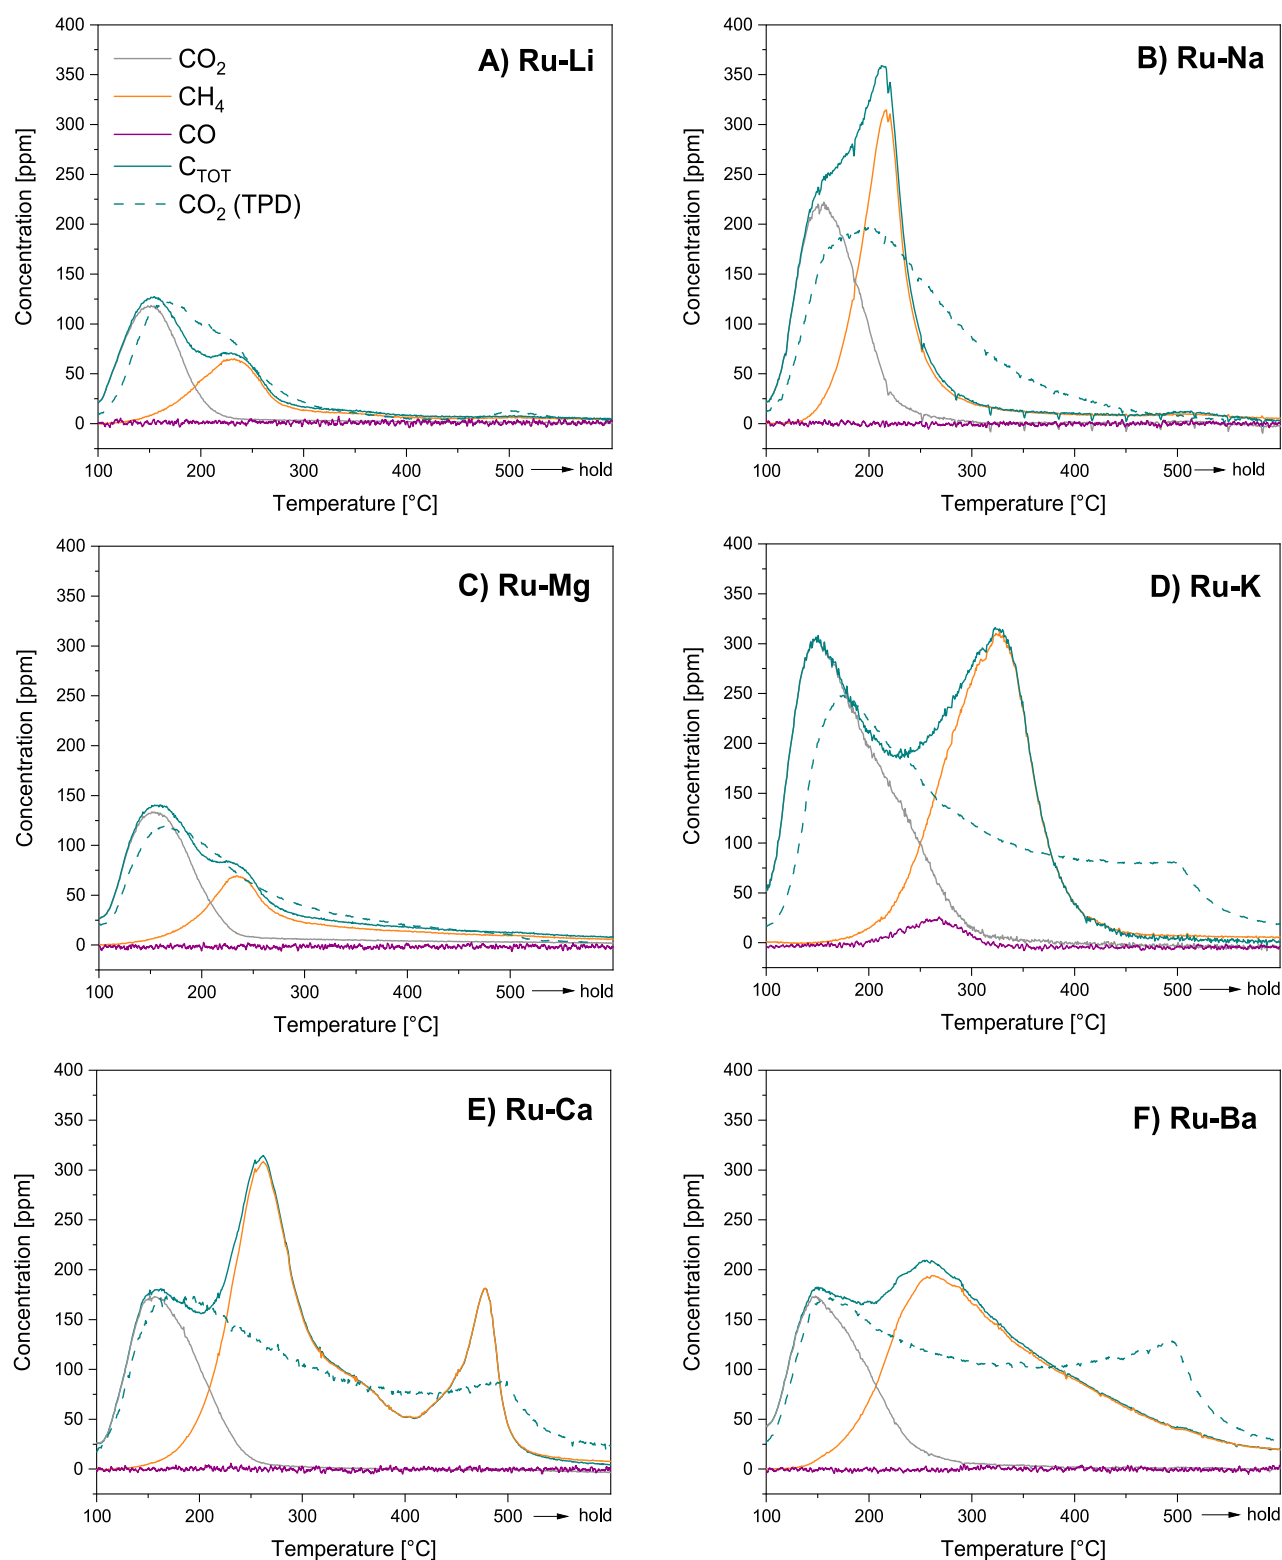 A) Ru-Li
CO2
CH4
CO
CTOT
CO2 (TPD)
400
350
300
250
200
150
100
50
0
Concentration [ppm]
100
200
300
400
500
hold
Temperature [°C]
B) Ru-Na
400
350
300
250
200
150
100
50
0
Concentration [ppm]
100
200
300
400
500
hold
Temperature [°C]
C) Ru-Mg
400
350
300
250
200
150
100
50
0
Concentration [ppm]
100
200
300
400
500
hold
Temperature [°C]
D) Ru-K
400
350
300
250
200
150
100
50
0
Concentration [ppm]
100
200
300
400
500
hold
Temperature [°C]
E) Ru-Ca
400
350
300
250
200
150
100
50
0
Concentration [ppm]
100
200
300
400
500
hold
Temperature [°C]
F) Ru-Ba
400
350
300
250
200
150
100
50
0
Concentration [ppm]
100
200
300
400
500
hold
Temperature [°C]